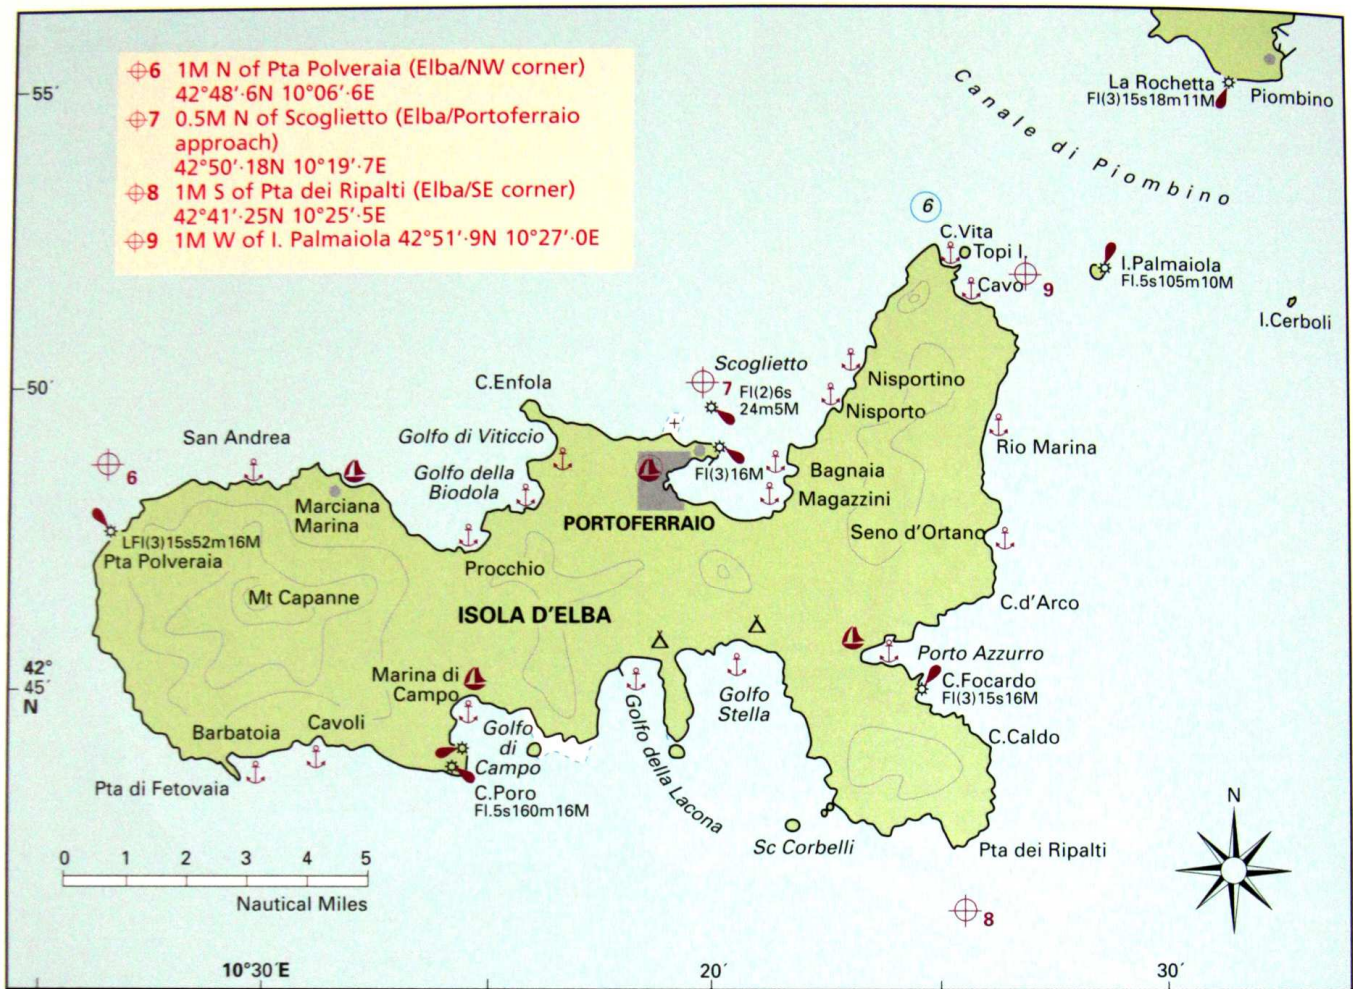 6 1M N of Pta Polveraia (Elba/NW corner)
42°48′·6N 10°06′·6E
7 0.5M N of Scoglietto (Elba/Portoferraio
approach)
42°50′·18N 10°19′·7E
8 1M S of Pta dei Ripalti (Elba/SE corner)
42°41′·25N 10°25′·5E
9 1M W of I. Palmaiola 42°51′·9N 10°27′·0E
55′
50′
42°
45′
N
Canale di Piombino
La Rochetta
Fl(3)15s18m11M
Piombino
6
C.Vita
Topi I.
Cavo
9
I.Palmaiola
Fl.5s105m10M
I.Cerboli
Scoglietto
7
Fl(2)6s
24m5M
C.Enfola
Nisportino
Nisporto
Golfo di Viticcio
San Andrea
6
Golfo della
Biodola
Fl(3)16M
Bagnaia
Magazzini
Rio Marina
Marciana
Marina
PORTOFERRAIO
Seno d'Ortano
LFl(3)15s52m16M
Pta Polveraia
Procchio
Mt Capanne
ISOLA D'ELBA
C.d'Arco
Porto Azzurro
C.Focardo
Fl(3)15s16M
Marina di
Campo
Golfo
Stella
Golfo della Lacona
Barbatoia
Cavoli
Golfo
di
Campo
C.Caldo
Pta di Fetovaia
C.Poro
Fl.5s160m16M
Sc Corbelli
Pta dei Ripalti
N
0 1 2 3 4 5
Nautical Miles
8
10°30′E
20′
30′